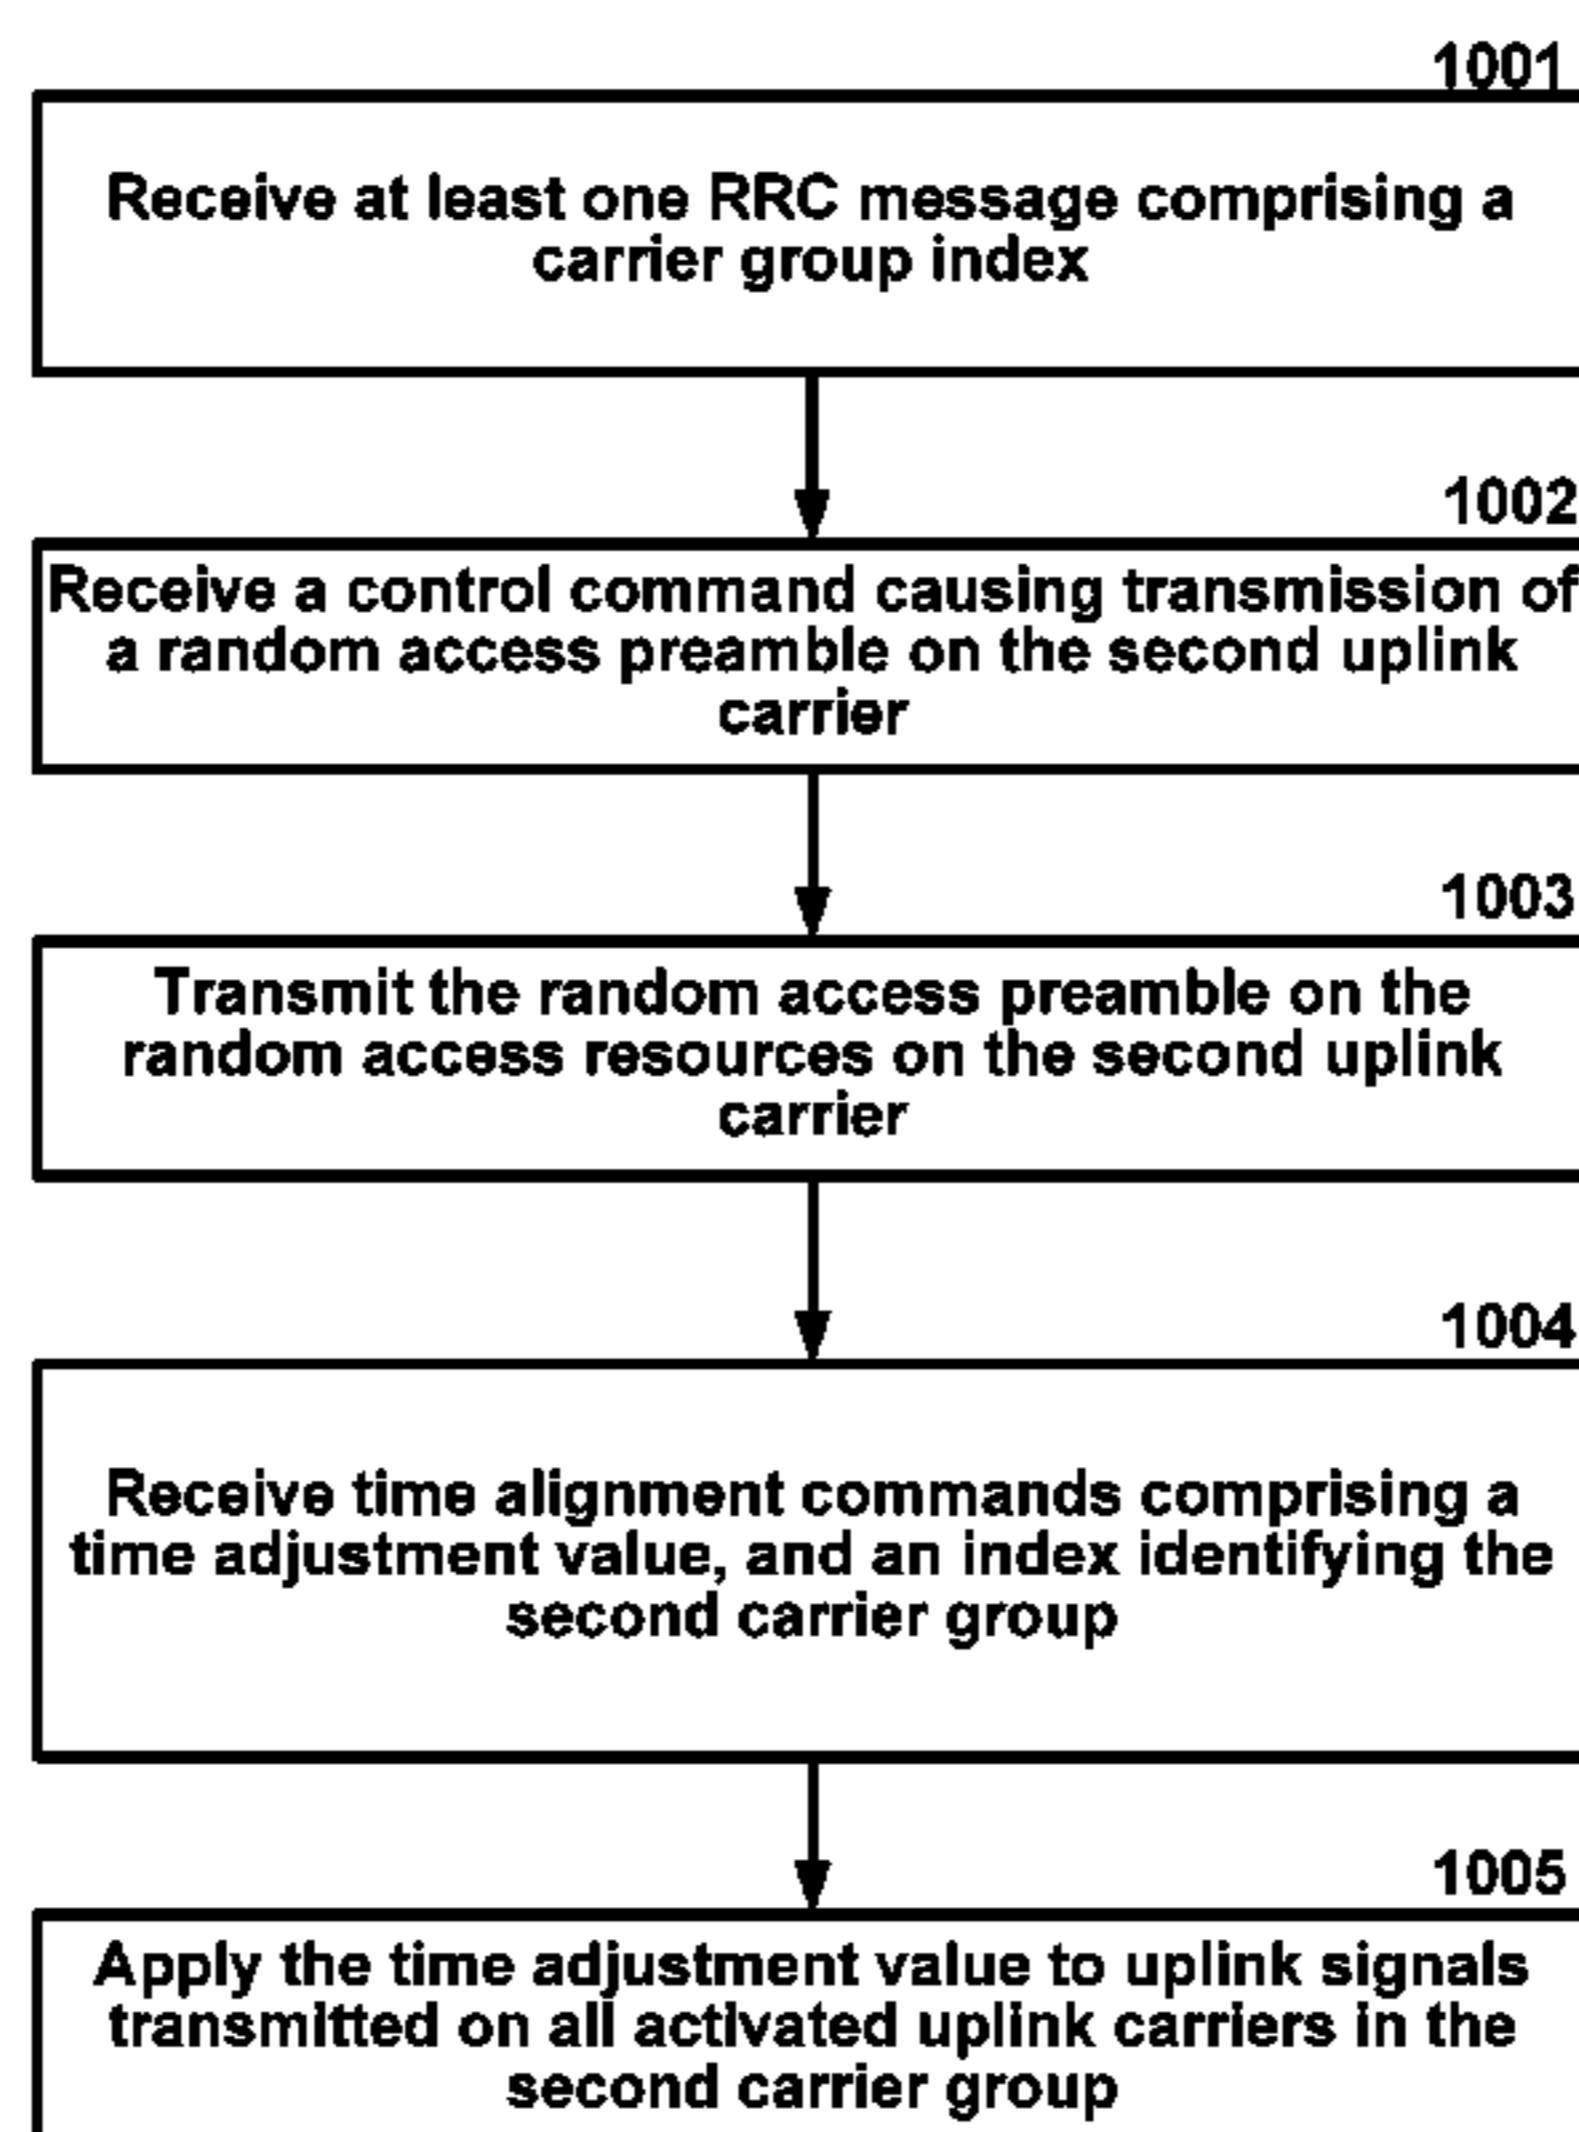 1001
Receive at least one RRC message comprising a
carrier group index
1002
Receive a control command causing transmission of
a random access preamble on the second uplink
carrier
1003
Transmit the random access preamble on the
random access resources on the second uplink
carrier
1004
Receive time alignment commands comprising a
time adjustment value, and an index identifying the
second carrier group
1005
Apply the time adjustment value to uplink signals
transmitted on all activated uplink carriers in the
second carrier group